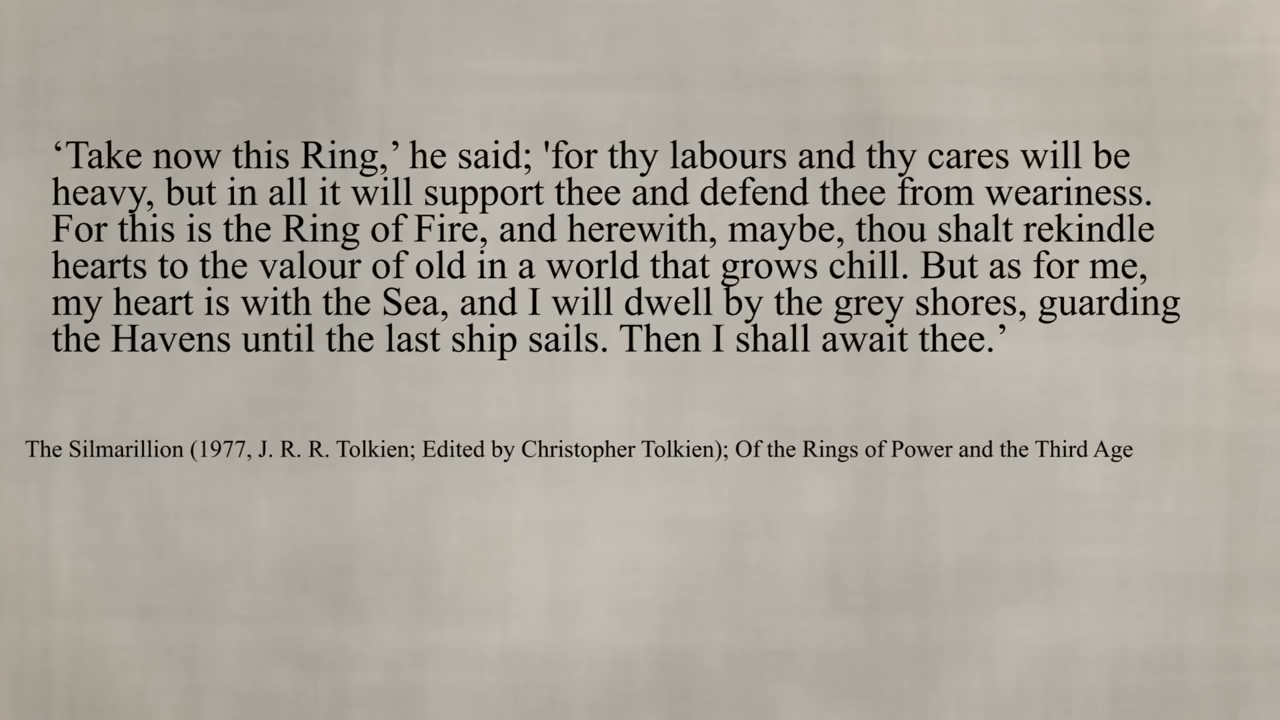 ‘Take now this Ring,’ he said; 'for thy labours and thy cares will be
heavy, but in all it will support thee and defend thee from weariness.
For this is the Ring of Fire, and herewith, maybe, thou shalt rekindle
hearts to the valour of old in a world that grows chill. But as for me,
my heart is with the Sea, and I will dwell by the grey shores, guarding
the Havens until the last ship sails. Then I shall await thee.’
The Silmarillion (1977, J. R. R. Tolkien; Edited by Christopher Tolkien); Of the Rings of Power and the Third Age